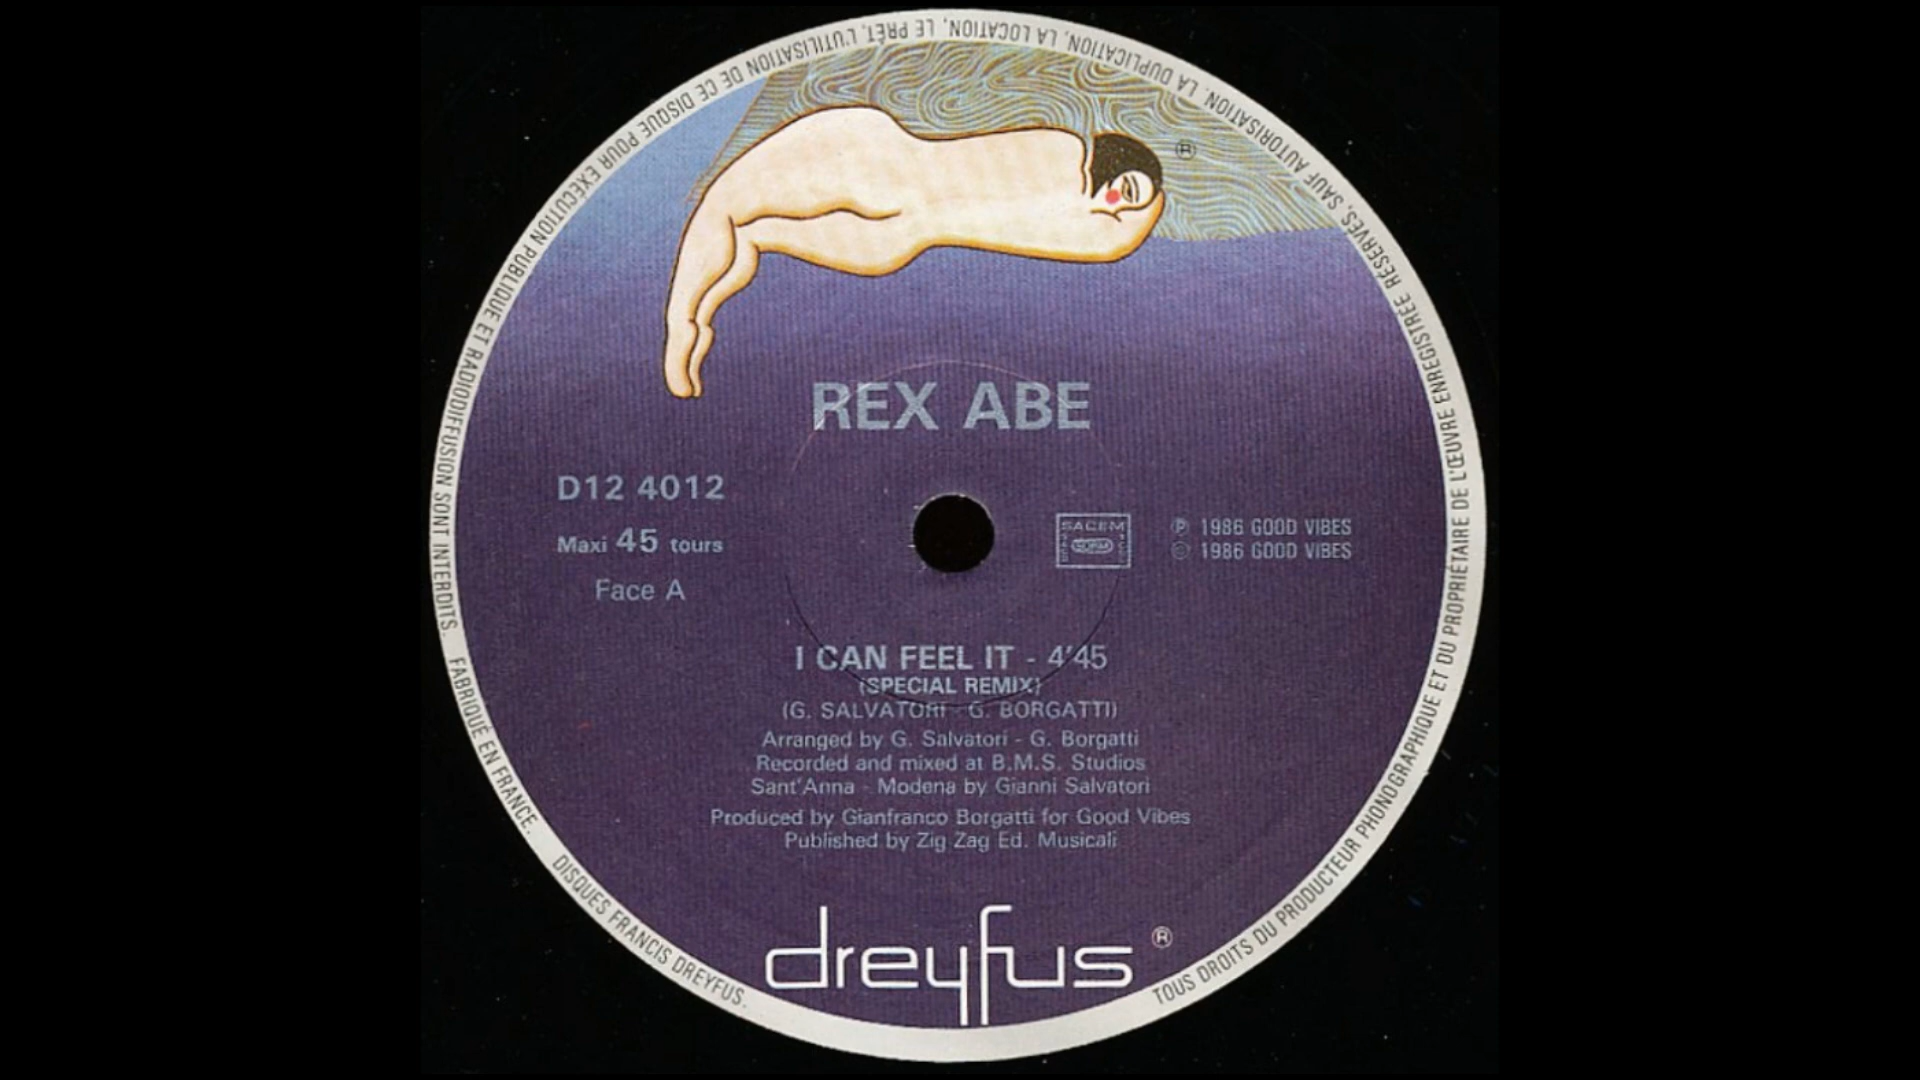 REX ABE
D12 4012
Maxi 45 tours
Face A
SACEM
SDRM
℗ 1986 GOOD VIBES
© 1986 GOOD VIBES
I CAN FEEL IT - 4'45
(SPECIAL REMIX)
(G. SALVATORI - G. BORGATTI)
Arranged by G. Salvatori - G. Borgatti
Recorded and mixed at B.M.S. Studios
Sant'Anna - Modena by Gianni Salvatori
Produced by Gianfranco Borgatti for Good Vibes
Published by Zig Zag Ed. Musicali
dreyfus ®
®
TOUS DROITS DU PRODUCTEUR PHONOGRAPHIQUE ET DU PROPRIÉTAIRE DE L'ŒUVRE ENREGISTRÉE RÉSERVÉS. SAUF AUTORISATION, LA DUPLICATION, LA LOCATION, LE PRÊT, L'UTILISATION DE CE DISQUE POUR EXÉCUTION PUBLIQUE ET RADIODIFFUSION SONT INTERDITS. FABRIQUÉ EN FRANCE. DISQUES FRANCIS DREYFUS.